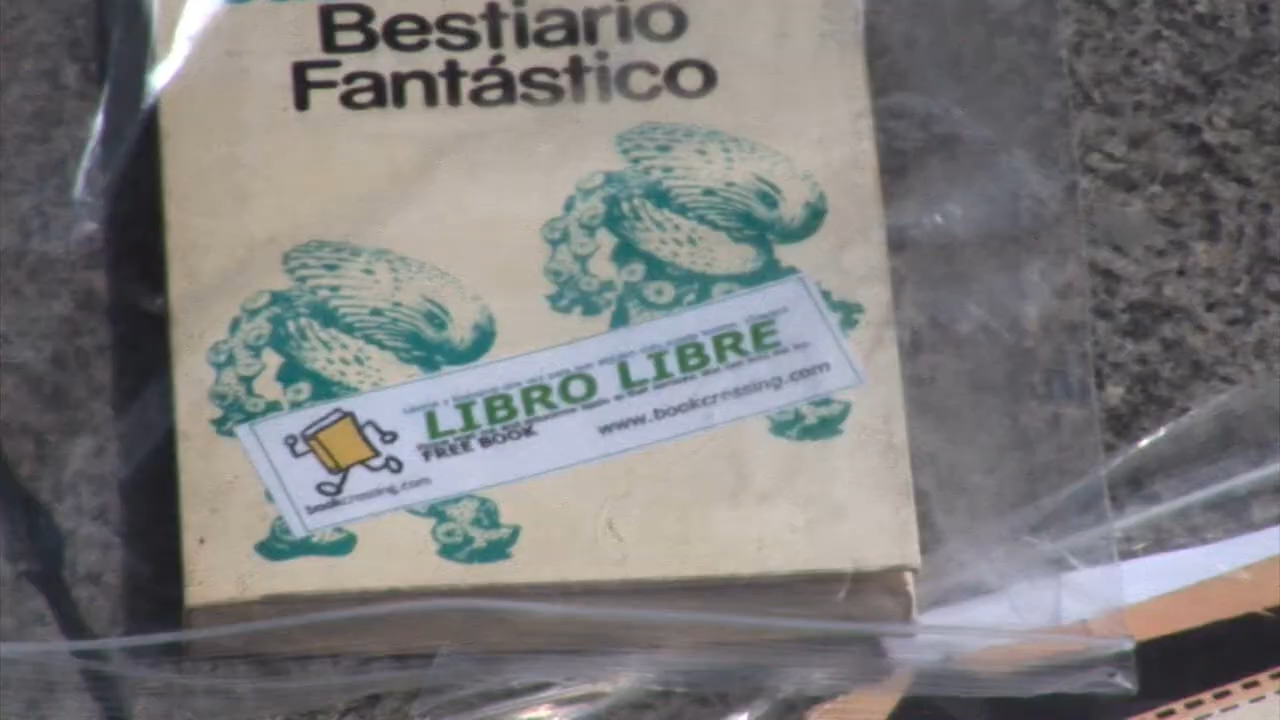 Bestiario
Fantástico
LIBRO LIBRE
FREE BOOK
www.bookcrossing.com
bookcrossing.com